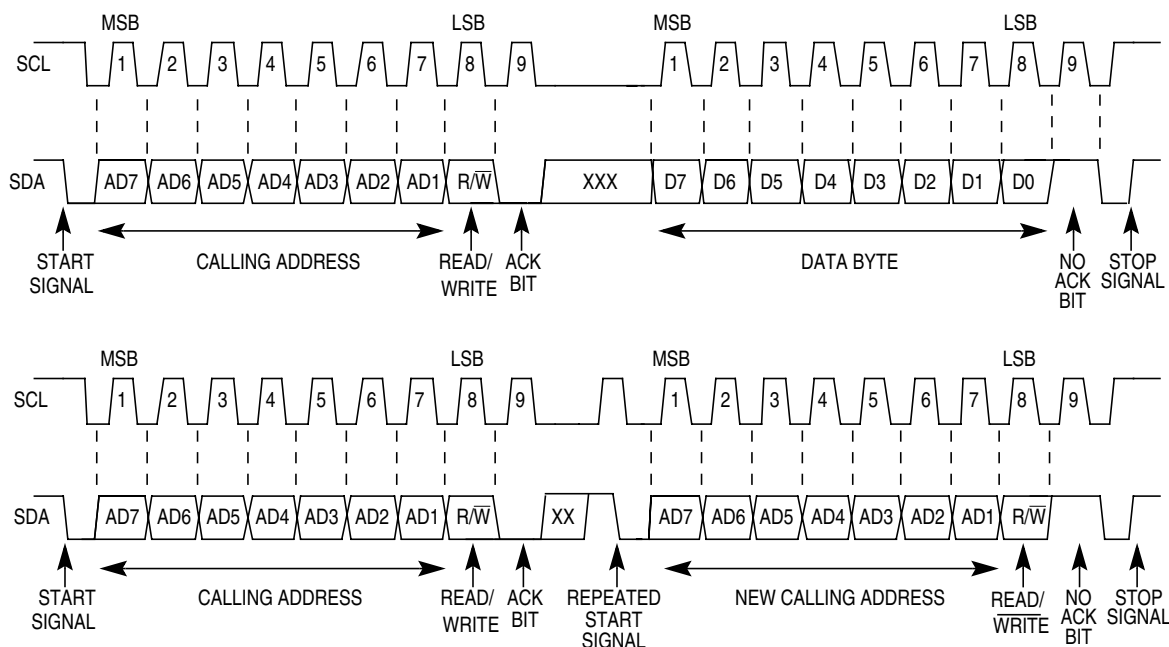 MSB LSB MSB LSB
SCL 1 2 3 4 5 6 7 8 9 1 2 3 4 5 6 7 8 9
SDA AD7 AD6 AD5 AD4 AD3 AD2 AD1 R/W̅ XXX D7 D6 D5 D4 D3 D2 D1 D0
START
SIGNAL
CALLING ADDRESS
READ/
WRITE
ACK
BIT
DATA BYTE
NO
ACK
BIT
STOP
SIGNAL
MSB LSB MSB LSB
SCL 1 2 3 4 5 6 7 8 9 1 2 3 4 5 6 7 8 9
SDA AD7 AD6 AD5 AD4 AD3 AD2 AD1 R/W̅ XX AD7 AD6 AD5 AD4 AD3 AD2 AD1 R/W̅
START
SIGNAL
CALLING ADDRESS
READ/
WRITE
ACK
BIT
REPEATED
START
SIGNAL
NEW CALLING ADDRESS
READ/
W̅R̅I̅T̅E̅
NO
ACK
BIT
STOP
SIGNAL